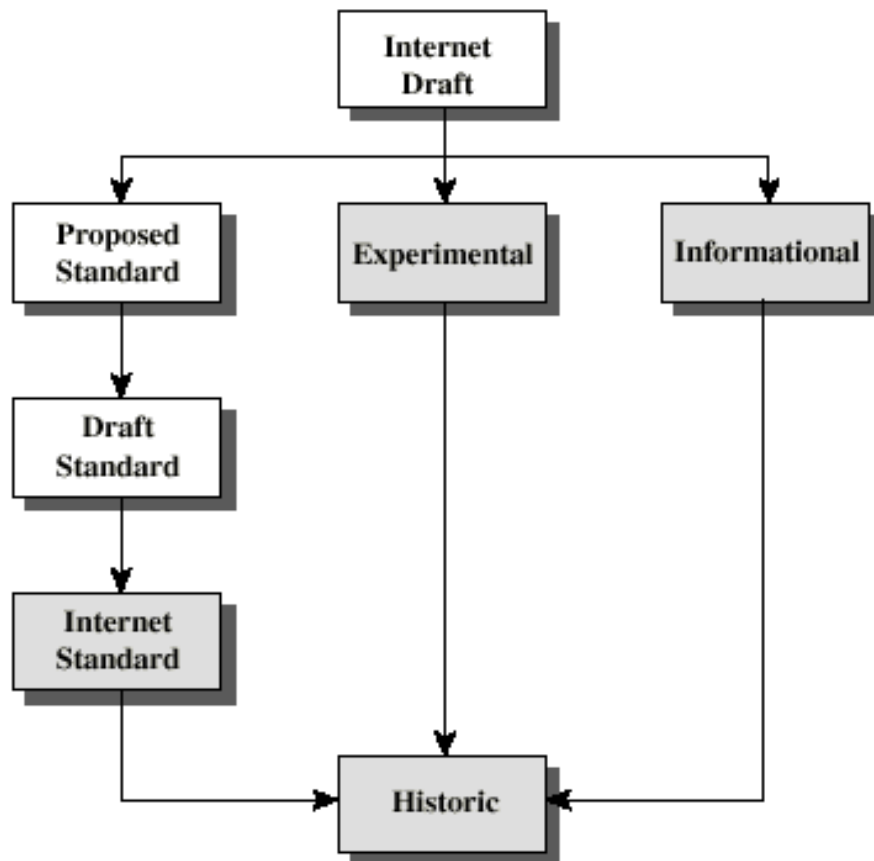 Internet
Draft
Proposed
Standard
Experimental
Informational
Draft
Standard
Internet
Standard
Historic